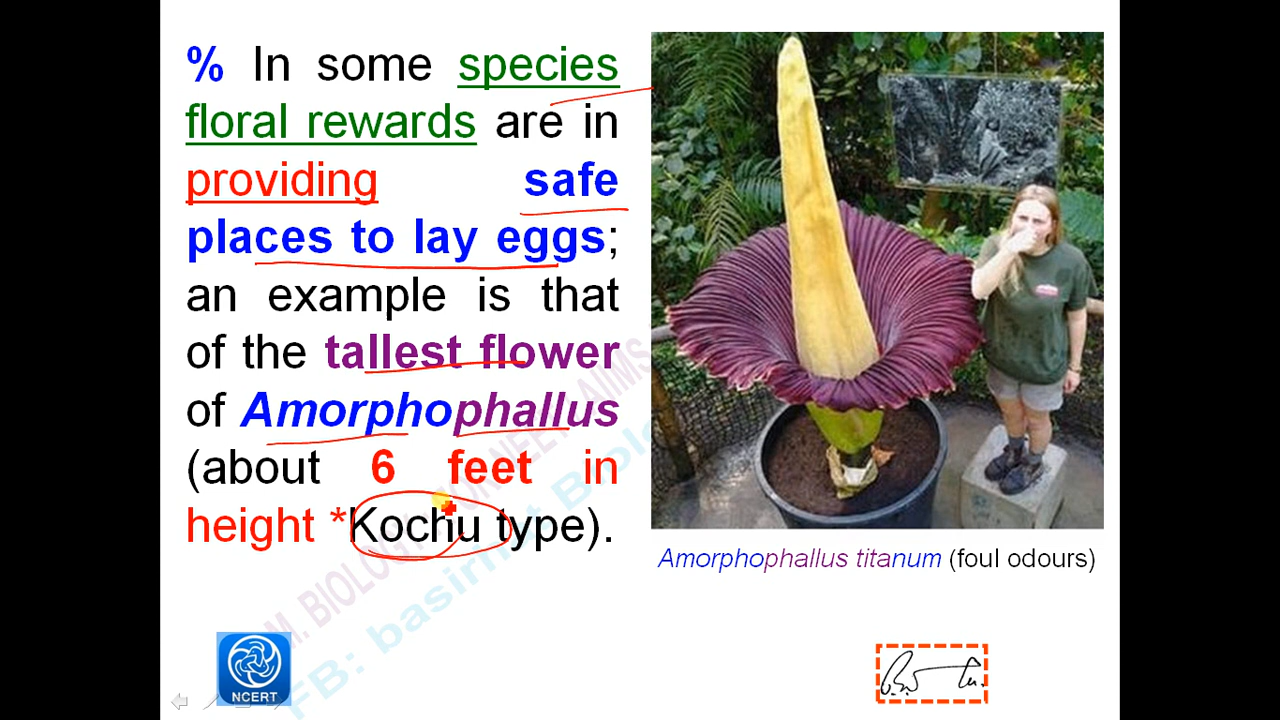 % In some species
floral rewards are in
providing safe
places to lay eggs;
an example is that
of the tallest flower
of Amorphophallus
(about 6 feet in
height *Kochu type).
Amorphophallus titanum (foul odours)
NCERT